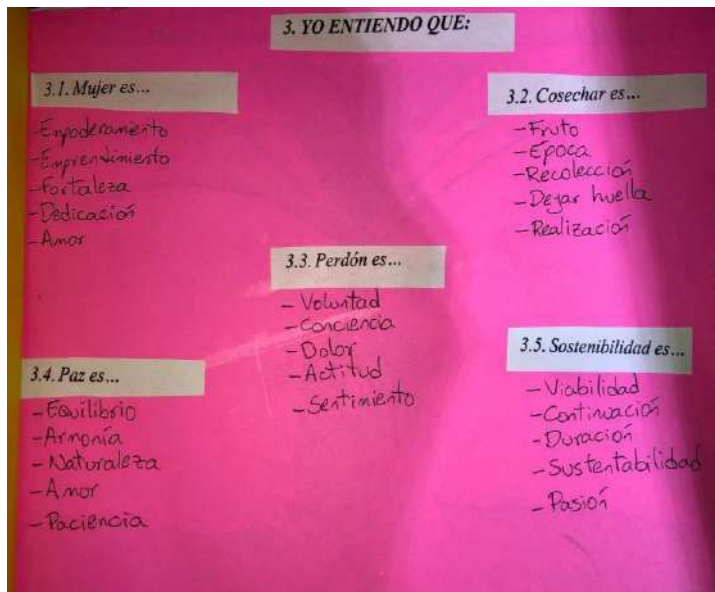 3. YO ENTIENDO QUE:
3.1. Mujer es...
-Enpoderamiento
-Emprendimiento
-Fortaleza
-Dedicación
-Amor
3.2. Cosechar es...
-Fruto
-Época
-Recolección
-Dejar huella
-Realización
3.3. Perdón es...
-Voluntad
-Conciencia
-Dolor
-Actitud
-Sentimiento
3.4. Paz es...
-Equilibrio
-Armonía
-Naturaleza
-Amor
-Paciencia
3.5. Sostenibilidad es...
-Viabilidad
-Continuación
-Duración
-Sustentabilidad
-Pasión